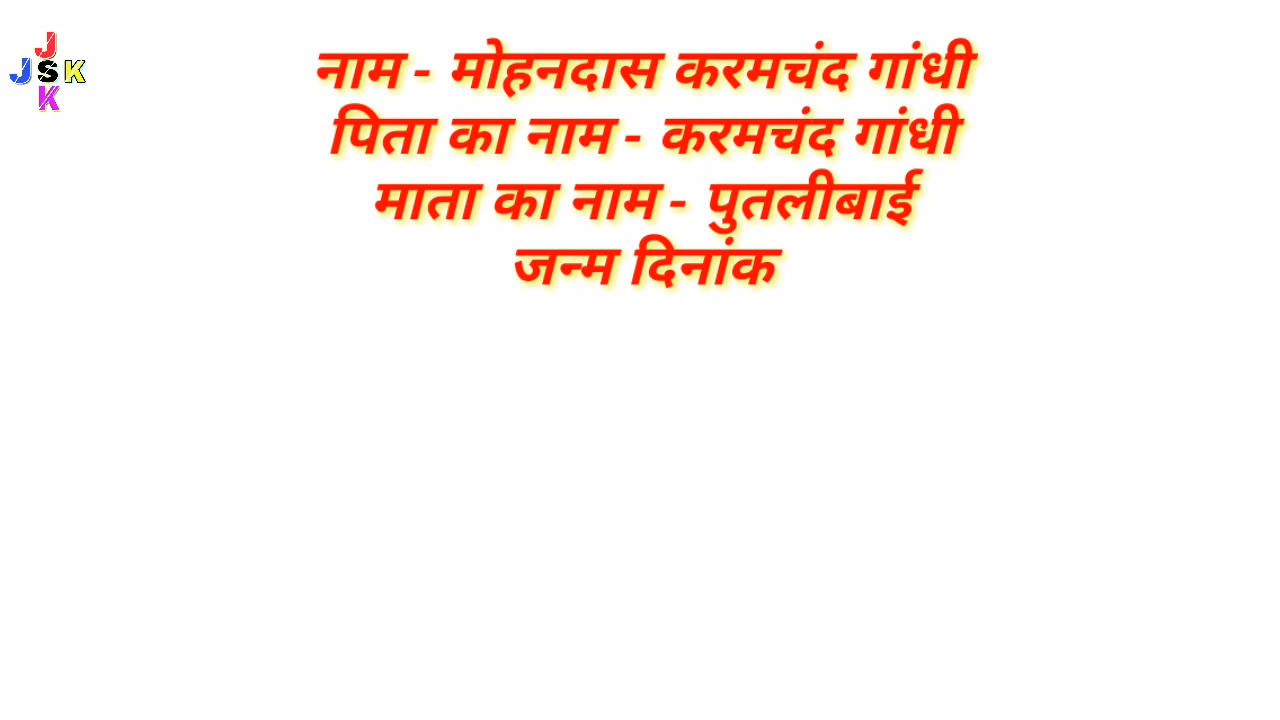 J
JSK
K
नाम - मोहनदास करमचंद गांधी
पिता का नाम - करमचंद गांधी
माता का नाम - पुतलीबाई
जन्म दिनांक